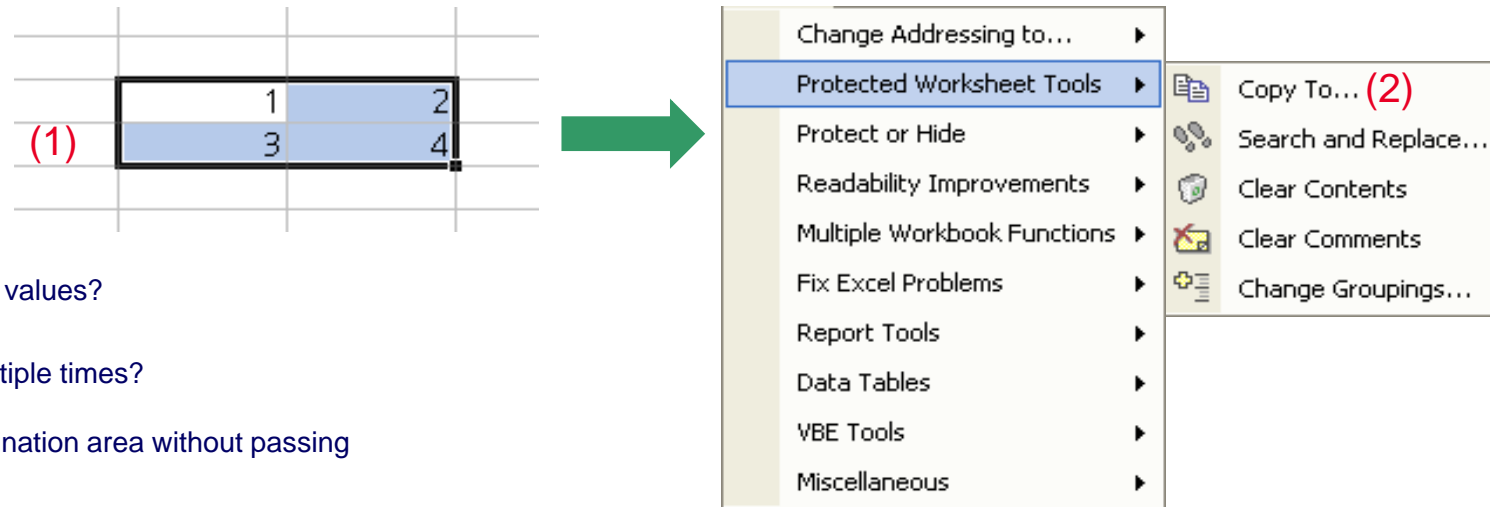 1 2
(1) 3 4
values?
tiple times?
nation area without passing
Change Addressing to...
Protected Worksheet Tools
Protect or Hide
Readability Improvements
Multiple Workbook Functions
Fix Excel Problems
Report Tools
Data Tables
VBE Tools
Miscellaneous
Copy To... (2)
Search and Replace...
Clear Contents
Clear Comments
Change Groupings...